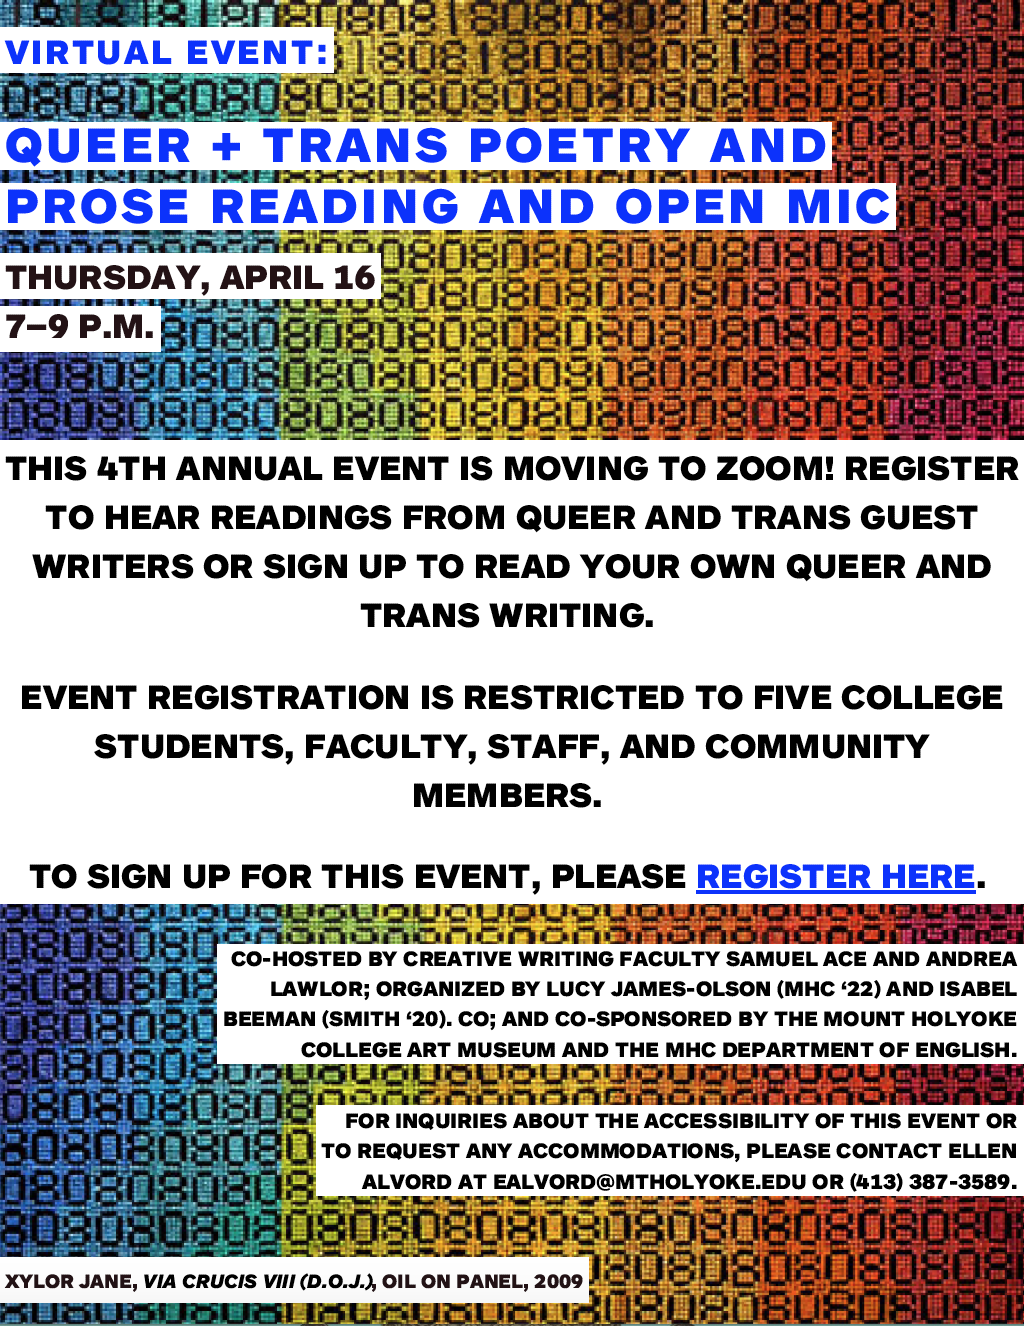 VIRTUAL EVENT:
QUEER + TRANS POETRY AND
PROSE READING AND OPEN MIC
THURSDAY, APRIL 16
7–9 P.M.
THIS 4TH ANNUAL EVENT IS MOVING TO ZOOM! REGISTER
TO HEAR READINGS FROM QUEER AND TRANS GUEST
WRITERS OR SIGN UP TO READ YOUR OWN QUEER AND
TRANS WRITING.
EVENT REGISTRATION IS RESTRICTED TO FIVE COLLEGE
STUDENTS, FACULTY, STAFF, AND COMMUNITY
MEMBERS.
TO SIGN UP FOR THIS EVENT, PLEASE REGISTER HERE.
CO-HOSTED BY CREATIVE WRITING FACULTY SAMUEL ACE AND ANDREA
LAWLOR; ORGANIZED BY LUCY JAMES-OLSON (MHC ‘22) AND ISABEL
BEEMAN (SMITH ‘20). CO; AND CO-SPONSORED BY THE MOUNT HOLYOKE
COLLEGE ART MUSEUM AND THE MHC DEPARTMENT OF ENGLISH.
FOR INQUIRIES ABOUT THE ACCESSIBILITY OF THIS EVENT OR
TO REQUEST ANY ACCOMMODATIONS, PLEASE CONTACT ELLEN
ALVORD AT EALVORD@MTHOLYOKE.EDU OR (413) 387-3589.
XYLOR JANE, VIA CRUCIS VIII (D.O.J.), OIL ON PANEL, 2009